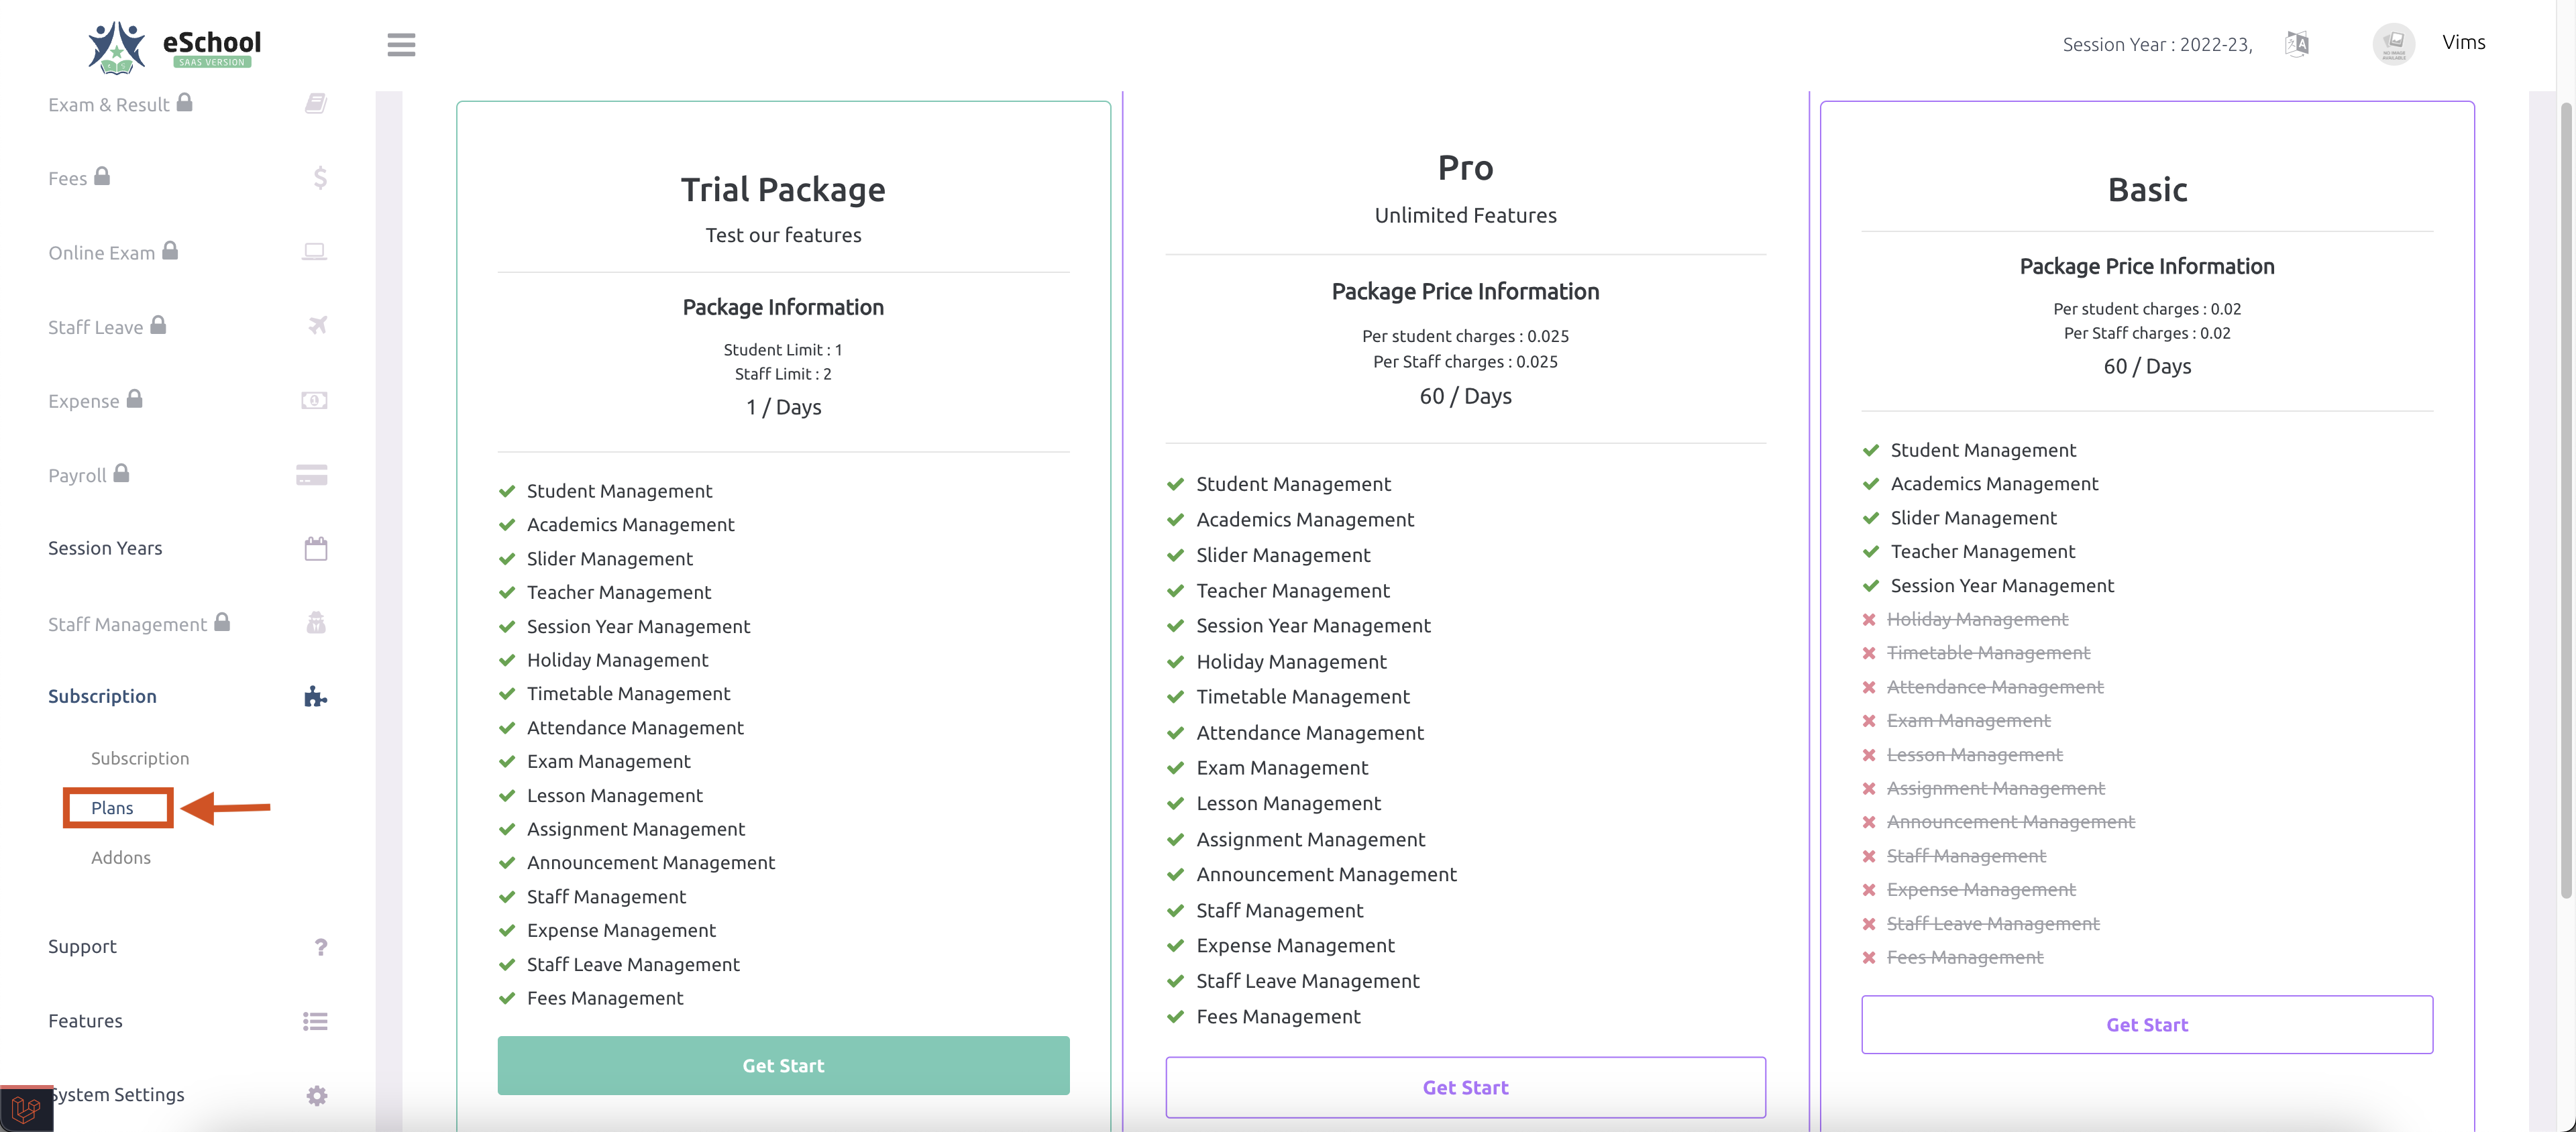 eSchool
SAAS VERSION
Session Year : 2022-23,
Vims
Exam & Result
Fees
Online Exam
Staff Leave
Expense
Payroll
Session Years
Staff Management
Subscription
Subscription
Plans
Addons
Support
Features
System Settings
Trial Package
Test our features
Package Information
Student Limit : 1
Staff Limit : 2
1 / Days
Student Management
Academics Management
Slider Management
Teacher Management
Session Year Management
Holiday Management
Timetable Management
Attendance Management
Exam Management
Lesson Management
Assignment Management
Announcement Management
Staff Management
Expense Management
Staff Leave Management
Fees Management
Get Start
Pro
Unlimited Features
Package Price Information
Per student charges : 0.025
Per Staff charges : 0.025
60 / Days
Student Management
Academics Management
Slider Management
Teacher Management
Session Year Management
Holiday Management
Timetable Management
Attendance Management
Exam Management
Lesson Management
Assignment Management
Announcement Management
Staff Management
Expense Management
Staff Leave Management
Fees Management
Get Start
Basic
Package Price Information
Per student charges : 0.02
Per Staff charges : 0.02
60 / Days
Student Management
Academics Management
Slider Management
Teacher Management
Session Year Management
Holiday Management
Timetable Management
Attendance Management
Exam Management
Lesson Management
Assignment Management
Announcement Management
Staff Management
Expense Management
Staff Leave Management
Fees Management
Get Start